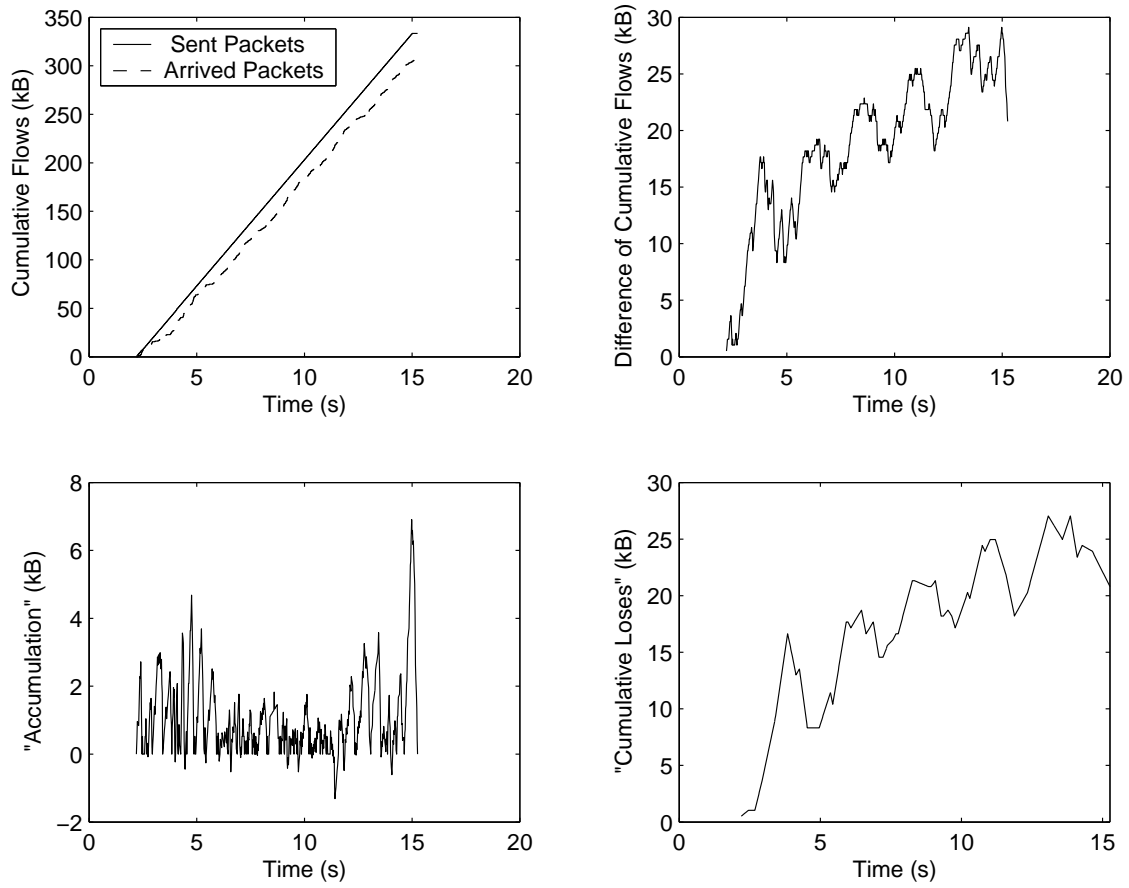 350
300
250
200
150
100
50
0
Cumulative Flows (kB)
Sent Packets
Arrived Packets
0 5 10 15 20
Time (s)
30
25
20
15
10
5
0
Difference of Cumulative Flows (kB)
0 5 10 15 20
Time (s)
8
6
4
2
0
−2
"Accumulation" (kB)
0 5 10 15 20
Time (s)
30
25
20
15
10
5
0
"Cumulative Loses" (kB)
0 5 10 15
Time (s)